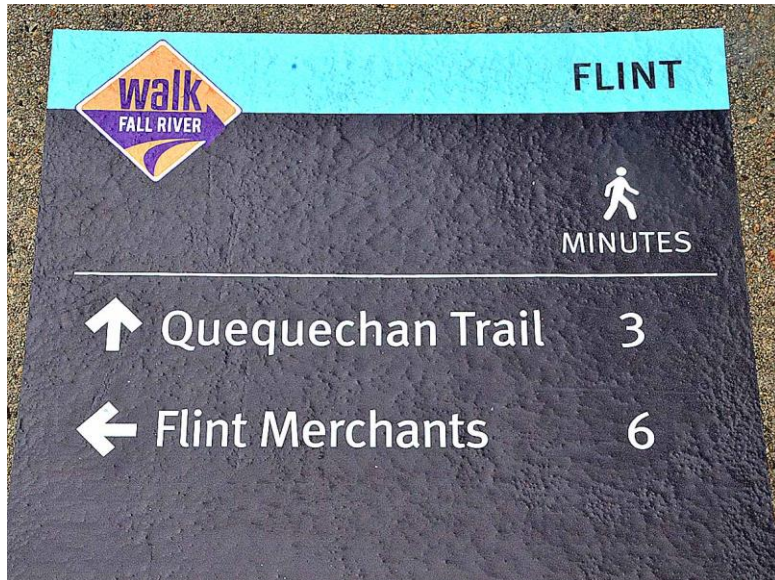 walk
FALL RIVER
FLINT
MINUTES
Quequechan Trail 3
Flint Merchants 6